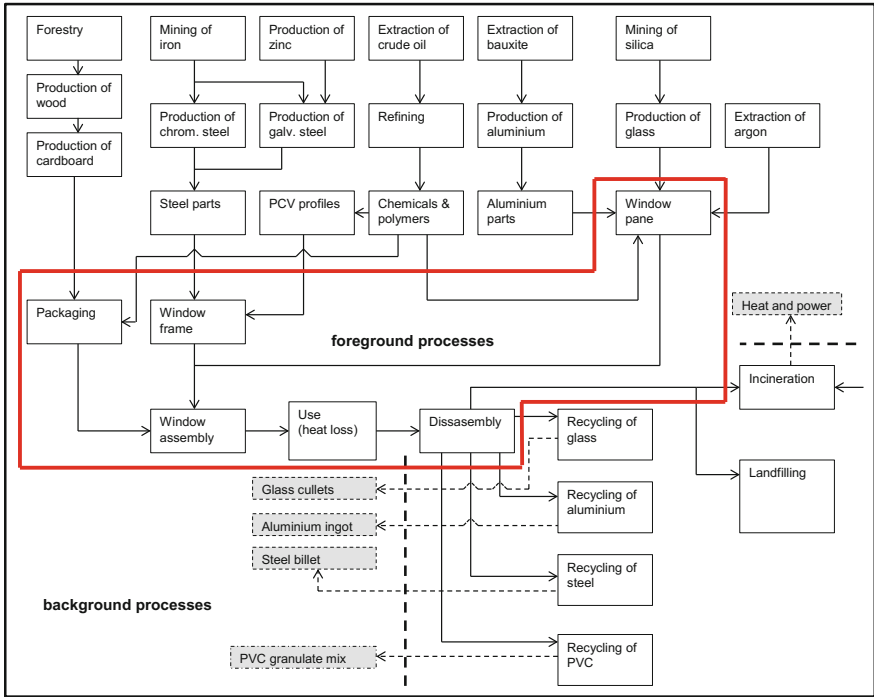 Forestry
Mining of
iron
Production of
zinc
Extraction of
crude oil
Extraction of
bauxite
Mining of
silica
Production of
wood
Production of
chrom. steel
Production of
galv. steel
Refining
Production of
aluminium
Production of
glass
Extraction of
argon
Production of
cardboard
Steel parts
PCV profiles
Chemicals &
polymers
Aluminium
parts
Window
pane
Packaging
Window
frame
Heat and power
foreground processes
Incineration
Window
assembly
Use
(heat loss)
Dissasembly
Recycling of
glass
Landfilling
Glass cullets
Recycling of
aluminium
Aluminium ingot
Steel billet
Recycling of
steel
background processes
PVC granulate mix
Recycling of
PVC